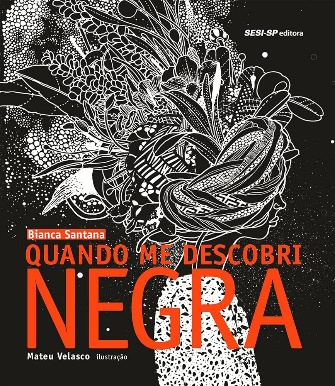 SESI-SP editora
Bianca Santana
QUANDO ME DESCOBRI
NEGRA
Mateu Velasco ilustração